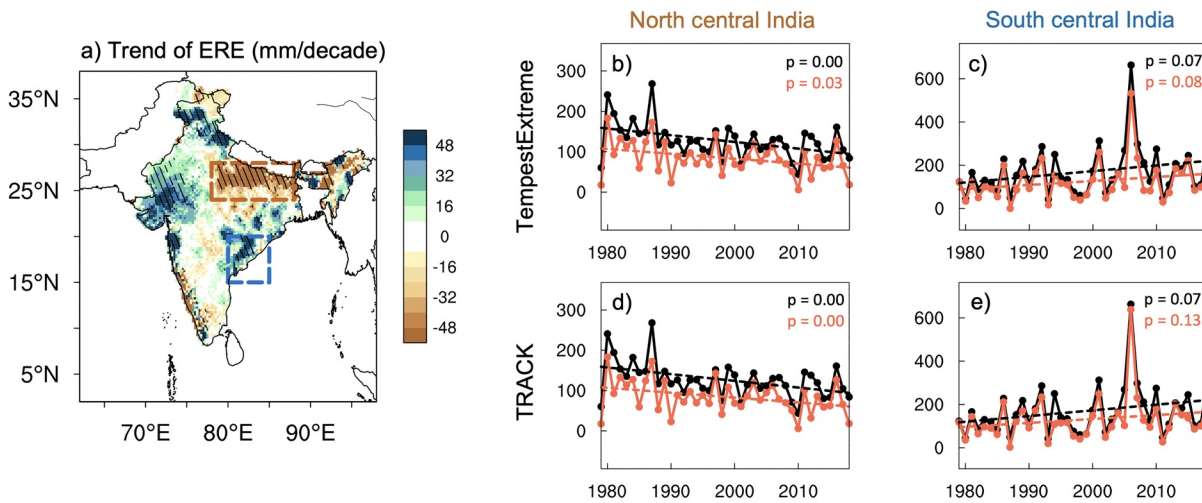 North central India
South central India
a) Trend of ERE (mm/decade)
35°N
25°N
15°N
5°N
70°E 80°E 90°E
48
32
16
0
-16
-32
-48
TempestExtreme
b)
p = 0.00
p = 0.03
300
200
100
0
1980 1990 2000 2010
c)
p = 0.07
p = 0.08
600
400
200
0
1980 1990 2000 2010
TRACK
d)
p = 0.00
p = 0.00
300
200
100
0
1980 1990 2000 2010
e)
p = 0.07
p = 0.13
600
400
200
0
1980 1990 2000 2010